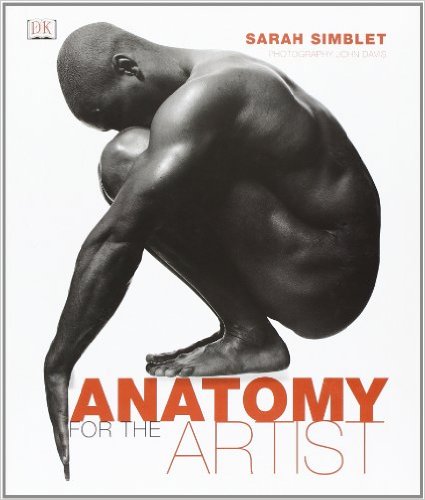 DK
SARAH SIMBLET
PHOTOGRAPHY JOHN DAVIS
ANATOMY
FOR THE
ARTIST